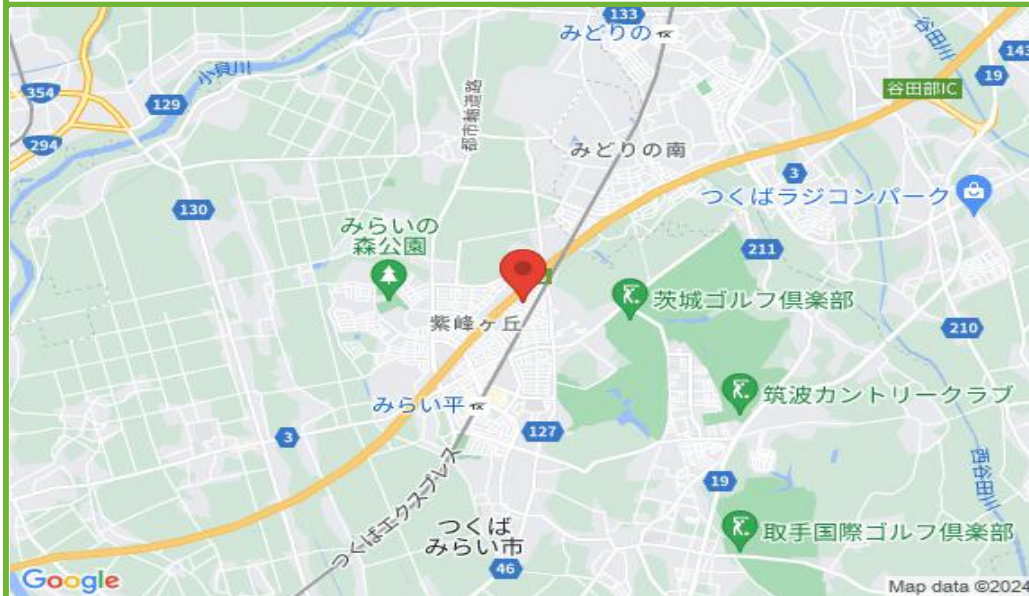 133
みどりの
谷田川
143
小貝川
354
129
都市軸道路
谷田部IC
19
294
みどりの南
3
つくばラジコンパーク
130
みらいの
森公園
211
茨城ゴルフ倶楽部
紫峰ヶ丘
210
筑波カントリークラブ
みらい平
3
127
つくばエクスプレス
19
西谷田川
つくば
みらい市
取手国際ゴルフ倶楽部
46
Google
Map data ©2024